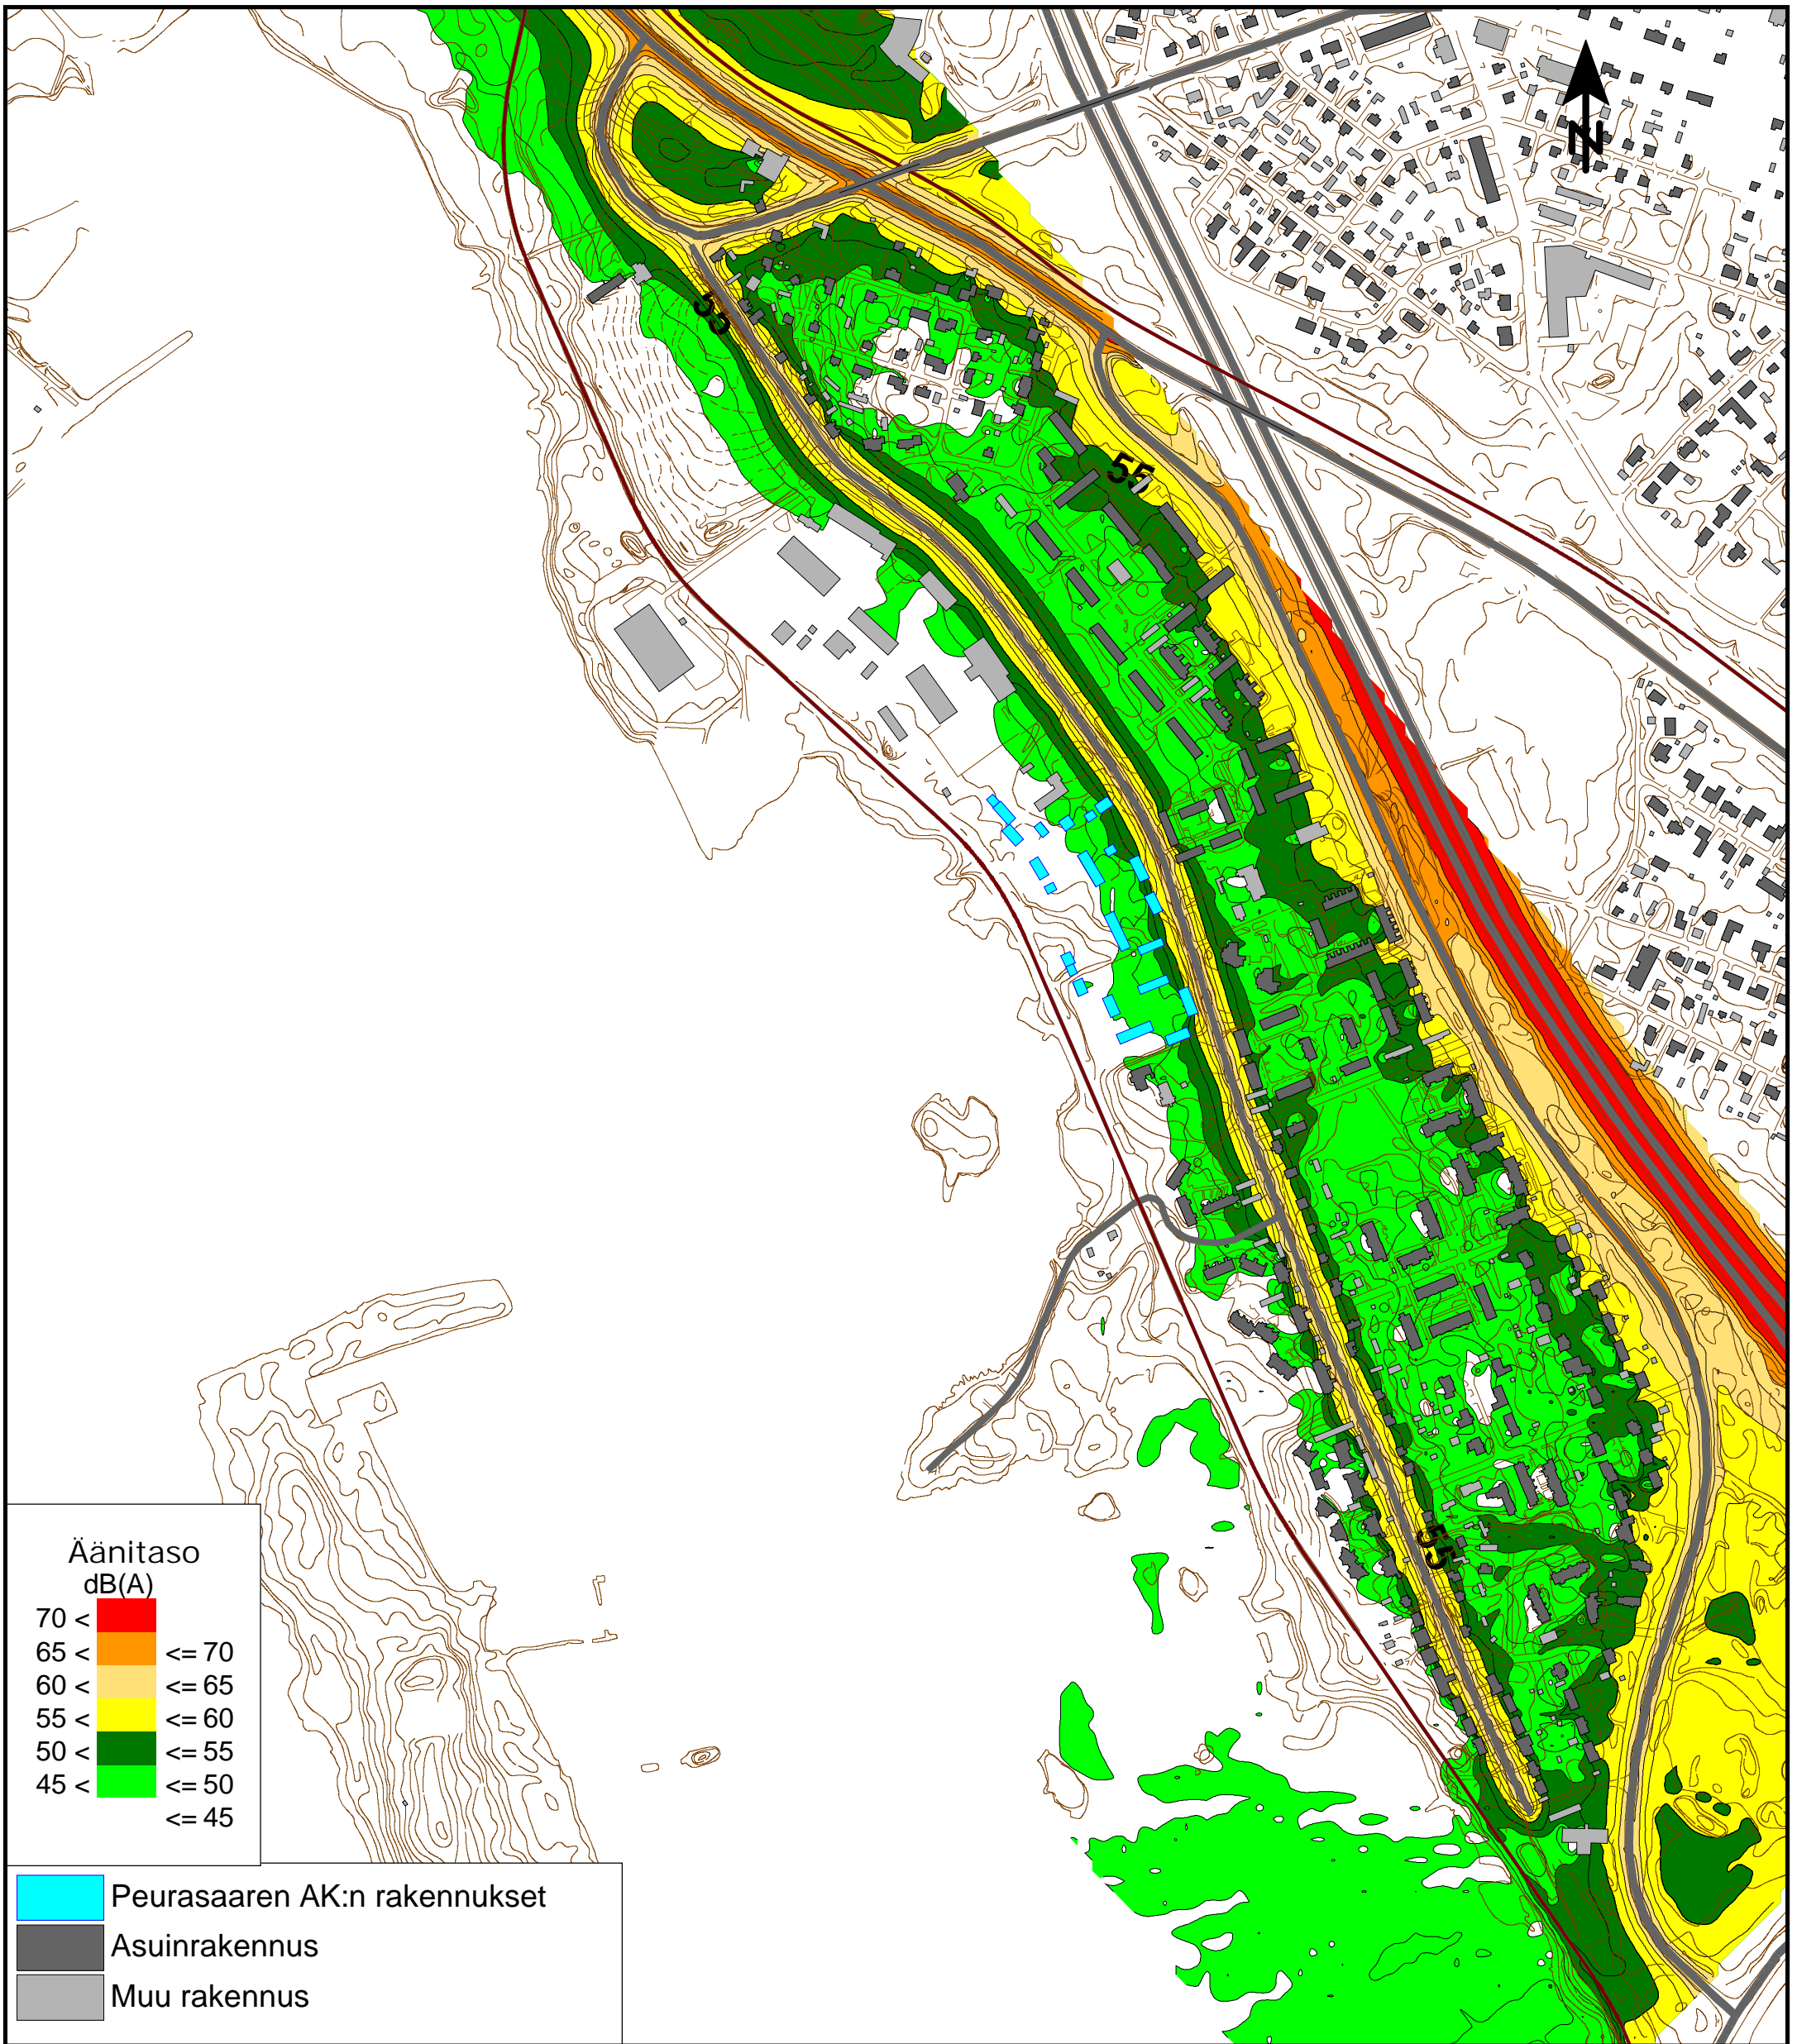 N
55
55
55
Äänitaso
dB(A)
70 <
65 < <= 70
60 < <= 65
55 < <= 60
50 < <= 55
45 < <= 50
<= 45
Peurasaaren AK:n rakennukset
Asuinrakennus
Muu rakennus